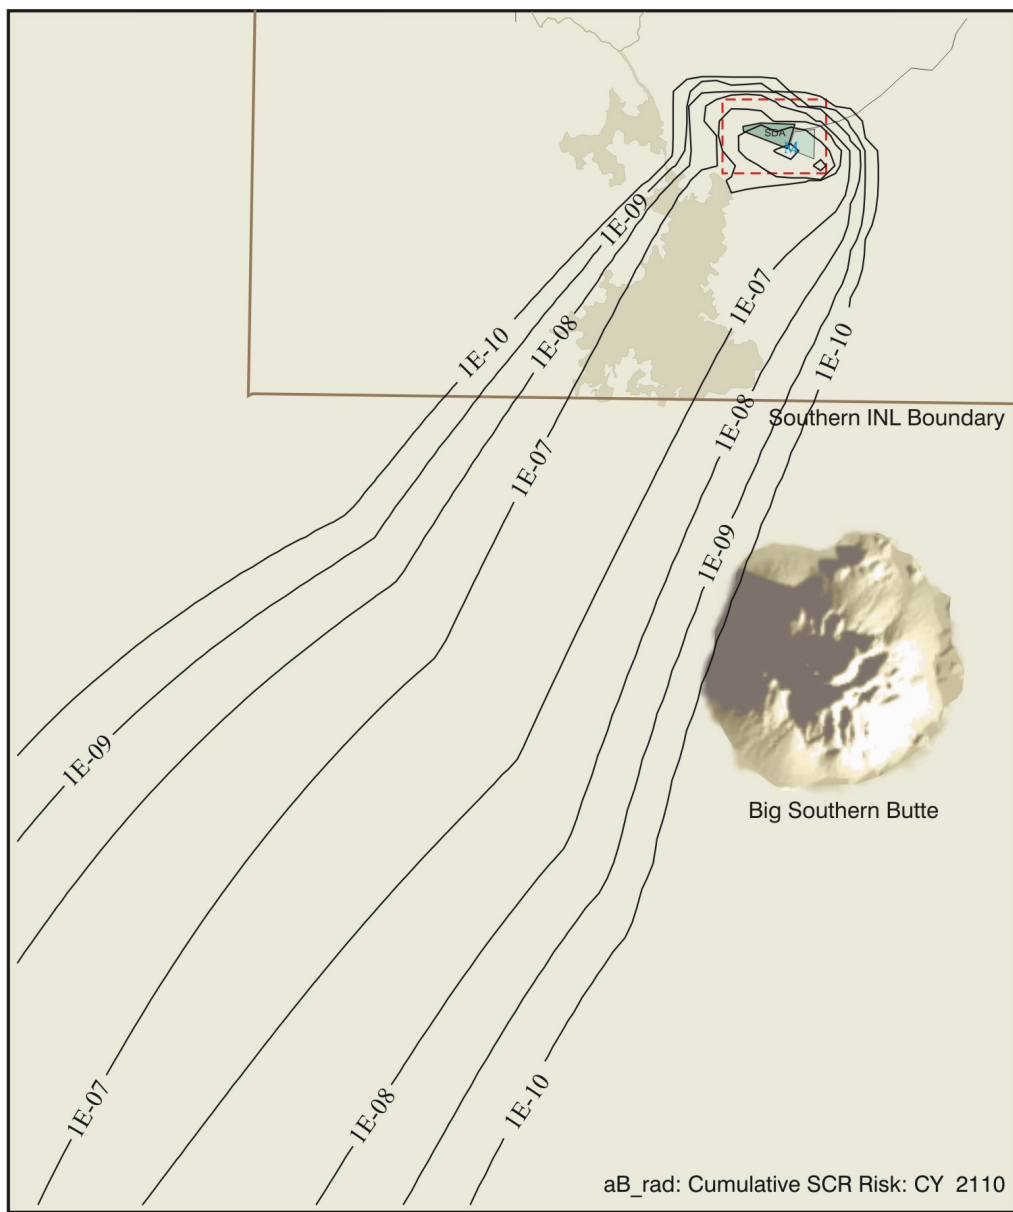 SDA
M
1E-09
1E-07
1E-10
1E-08
1E-10
1E-08
Southern INL Boundary
1E-07
1E-09
1E-09
Big Southern Butte
1E-07
1E-08
1E-10
aB_rad: Cumulative SCR Risk: CY 2110